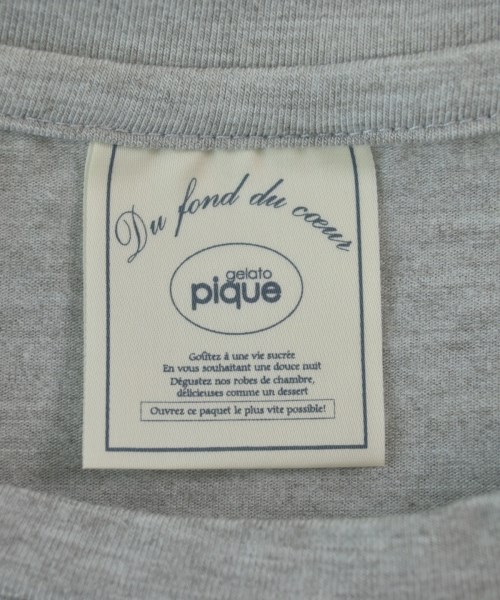 Du fond du cœur
gelato
pique
Goûtez à une vie sucrée
En vous souhaitant une douce nuit
Dégustez nos robes de chambre,
délicieuses comme un dessert
Ouvrez ce paquet le plus vite possible!